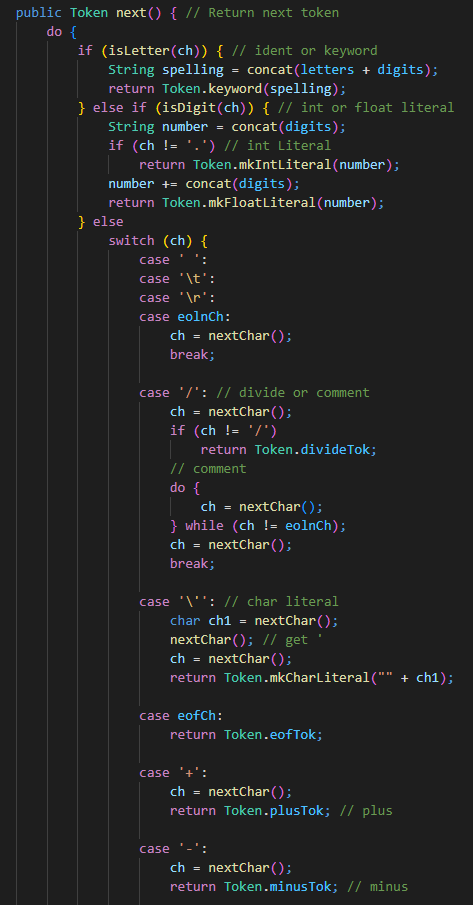 public Token next() { // Return next token
do {
if (isLetter(ch)) { // ident or keyword
String spelling = concat(letters + digits);
return Token.keyword(spelling);
} else if (isDigit(ch)) { // int or float literal
String number = concat(digits);
if (ch != '.') // int Literal
return Token.mkIntLiteral(number);
number += concat(digits);
return Token.mkFloatLiteral(number);
} else
switch (ch) {
case ' ':
case '\t':
case '\r':
case eolnCh:
ch = nextChar();
break;
case '/': // divide or comment
ch = nextChar();
if (ch != '/')
return Token.divideTok;
// comment
do {
ch = nextChar();
} while (ch != eolnCh);
ch = nextChar();
break;
case '\'': // char literal
char ch1 = nextChar();
nextChar(); // get '
ch = nextChar();
return Token.mkCharLiteral("" + ch1);
case eofCh:
return Token.eofTok;
case '+':
ch = nextChar();
return Token.plusTok; // plus
case '-':
ch = nextChar();
return Token.minusTok; // minus